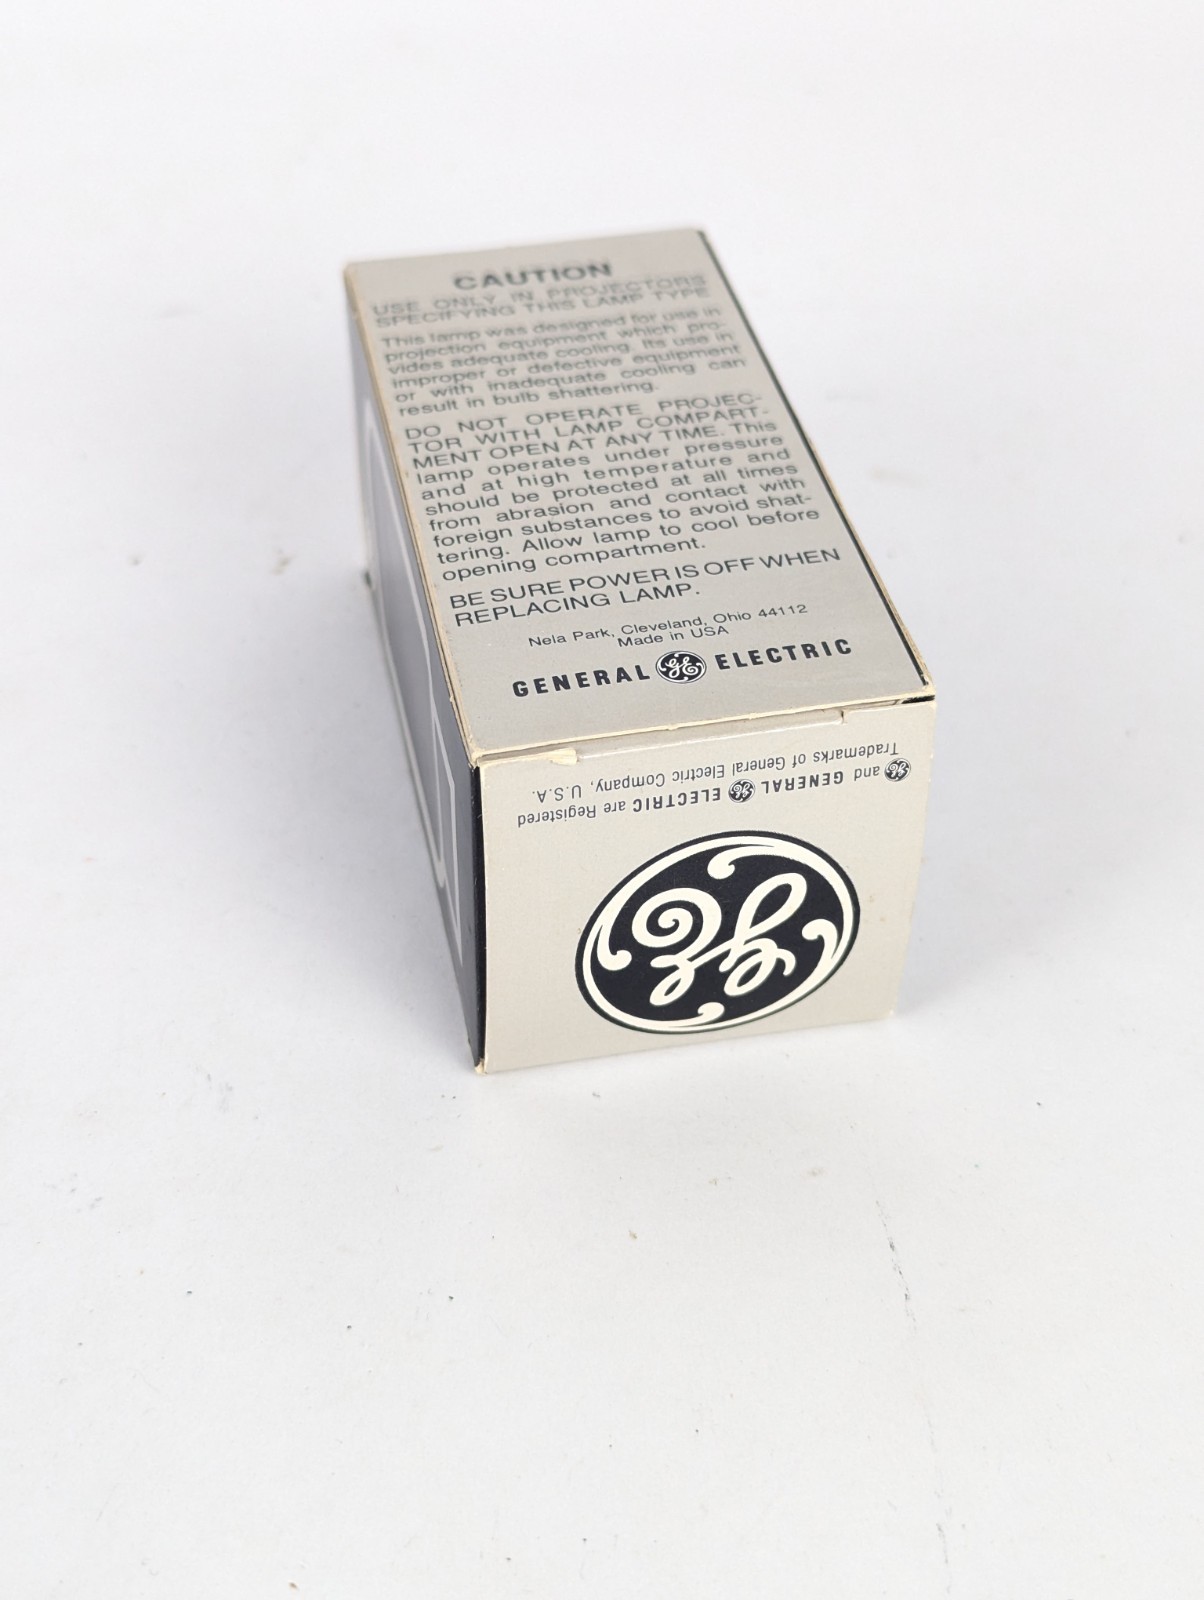 CAUTION
USE ONLY IN PROJECTORS
SPECIFYING THIS LAMP TYPE
This lamp was designed for use in
projection equipment which pro-
vides adequate cooling. Its use in
improper or defective equipment
or with inadequate cooling can
result in bulb shattering.
DO NOT OPERATE PROJEC-
TOR WITH LAMP COMPART-
MENT OPEN AT ANY TIME. This
lamp operates under pressure
and at high temperature and
should be protected at all times
from abrasion and contact with
foreign substances to avoid shat-
tering. Allow lamp to cool before
opening compartment.
BE SURE POWER IS OFF WHEN
REPLACING LAMP.
Nela Park, Cleveland, Ohio 44112
Made in USA
GENERAL GE ELECTRIC
GE and GENERAL GE ELECTRIC are Registered
Trademarks of General Electric Company, U.S.A.
GE